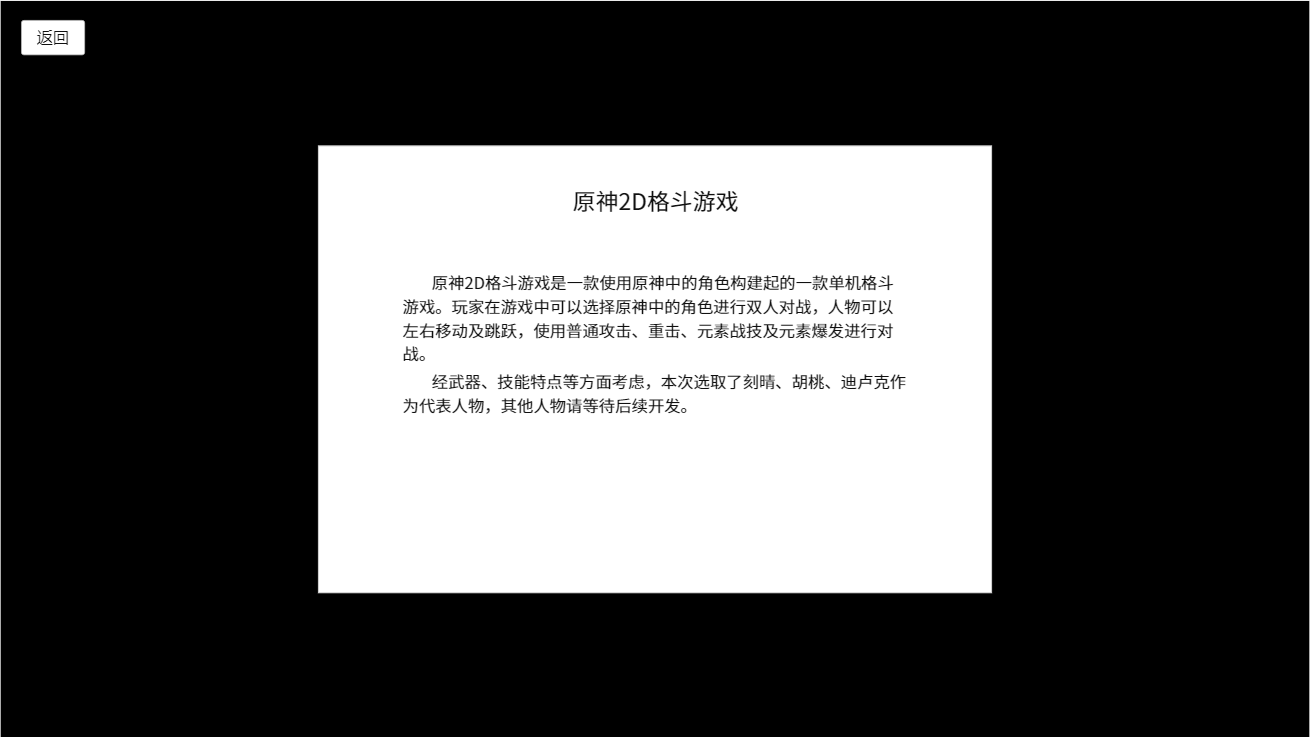 返回
原神2D格斗游戏
原神2D格斗游戏是一款使用原神中的角色构建起的一款单机格斗
游戏。玩家在游戏中可以选择原神中的角色进行双人对战，人物可以
左右移动及跳跃，使用普通攻击、重击、元素战技及元素爆发进行对
战。
经武器、技能特点等方面考虑，本次选取了刻晴、胡桃、迪卢克作
为代表人物，其他人物请等待后续开发。